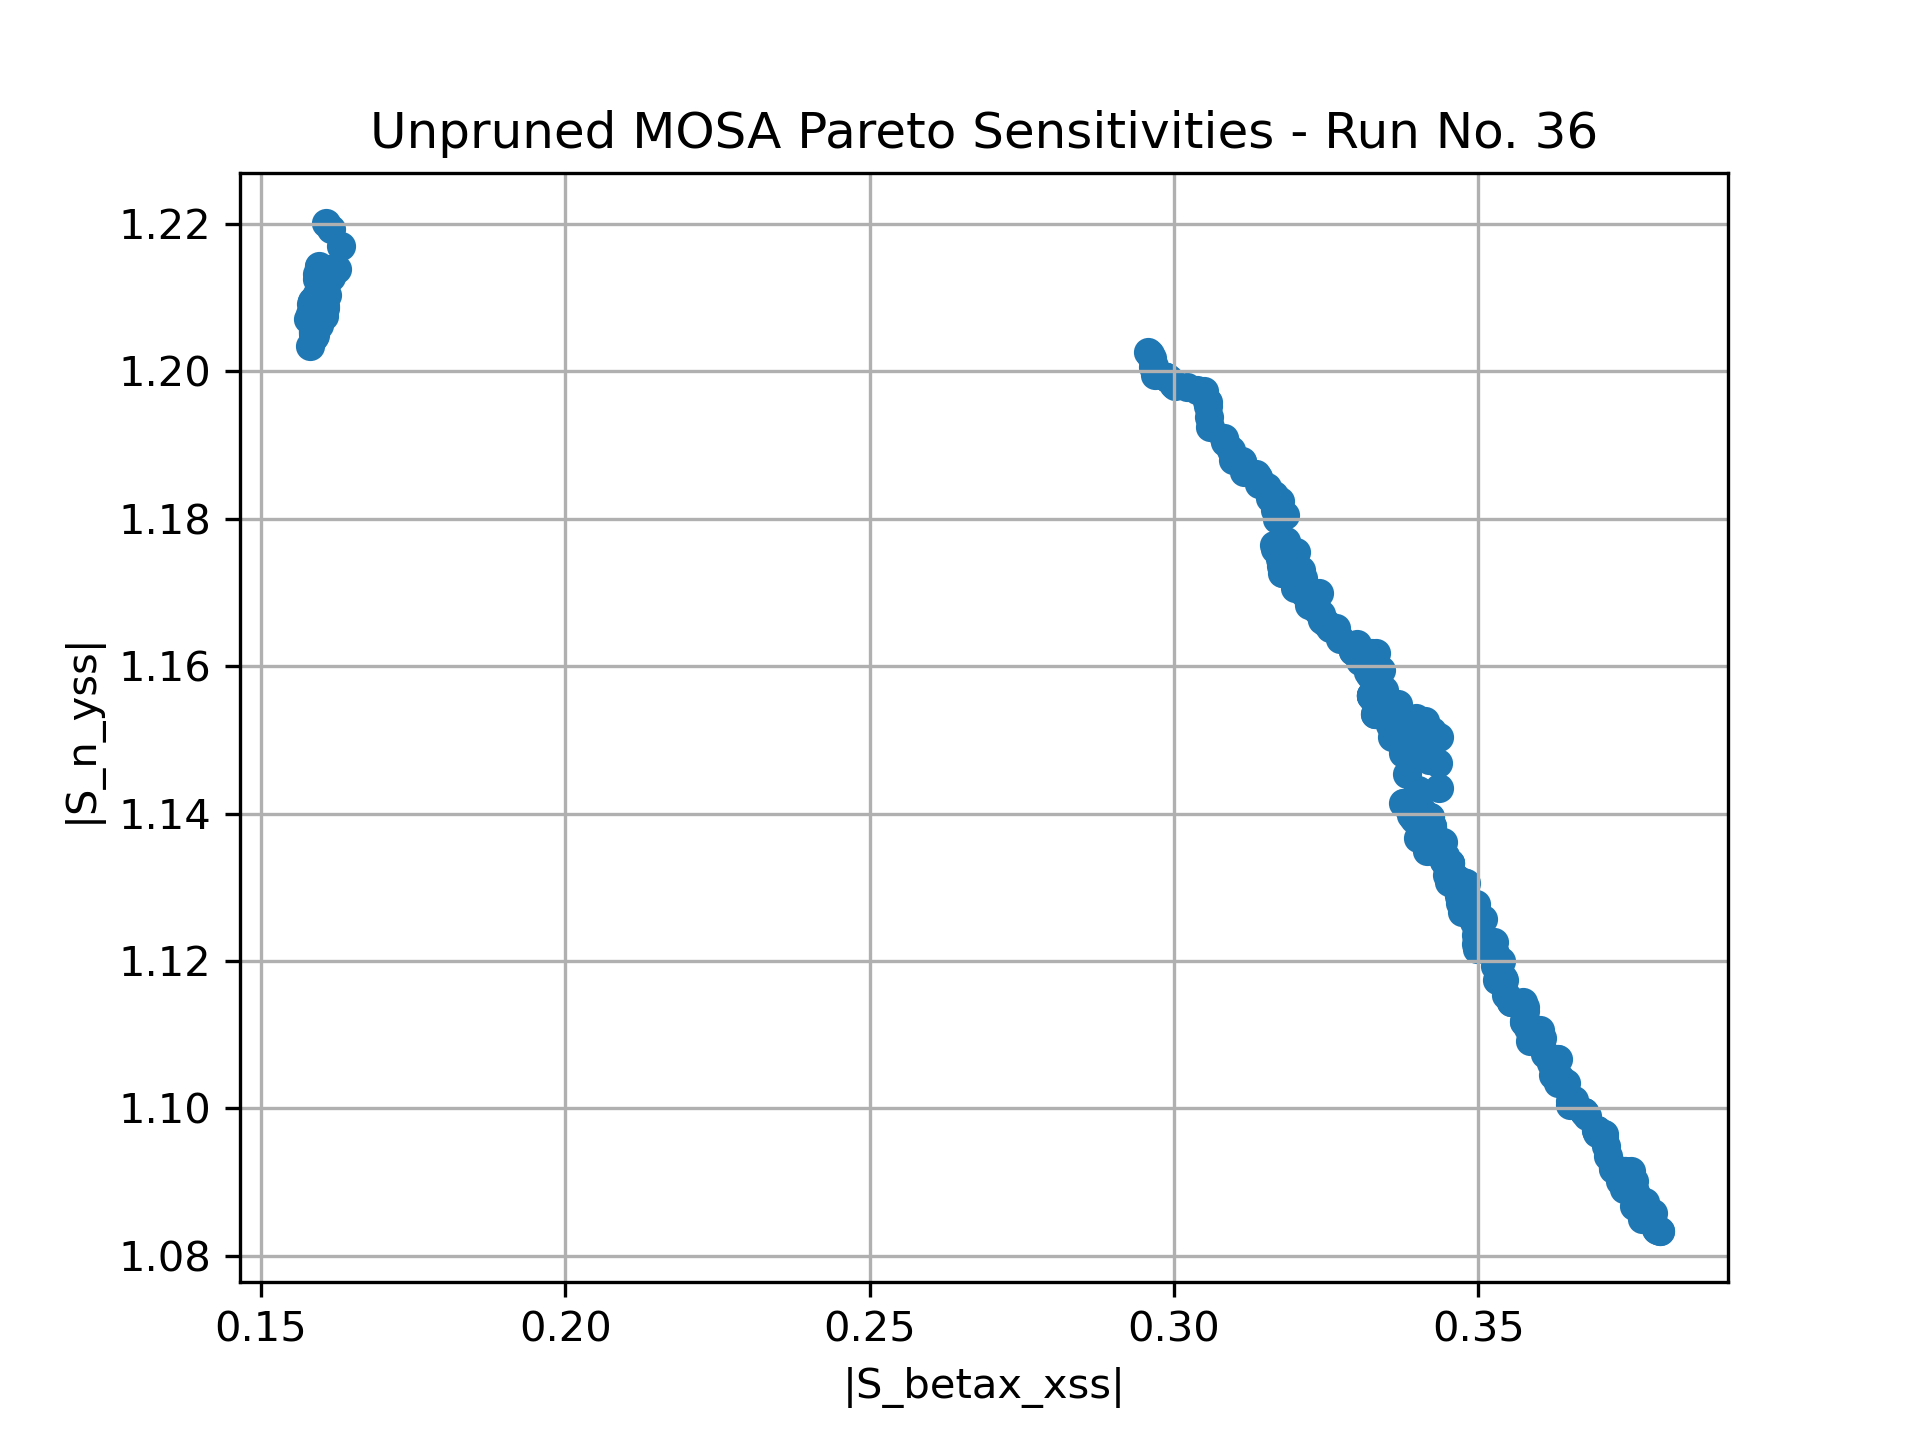 Unpruned MOSA Pareto Sensitivities - Run No. 36
1.22
1.20
1.18
1.16
1.14
1.12
1.10
1.08
|S_n_yss|
0.15 0.20 0.25 0.30 0.35
|S_betax_xss|